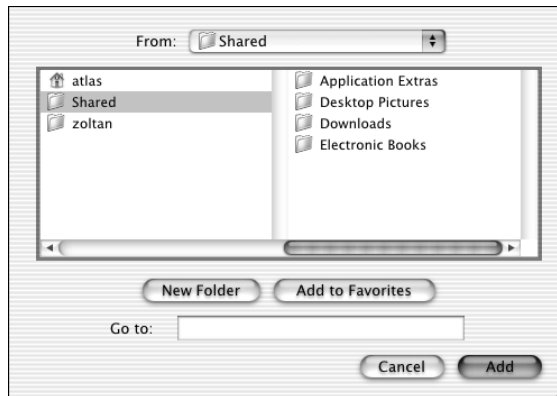 From: Shared
atlas
Shared
zoltan
Application Extras
Desktop Pictures
Downloads
Electronic Books
New Folder
Add to Favorites
Go to:
Cancel
Add